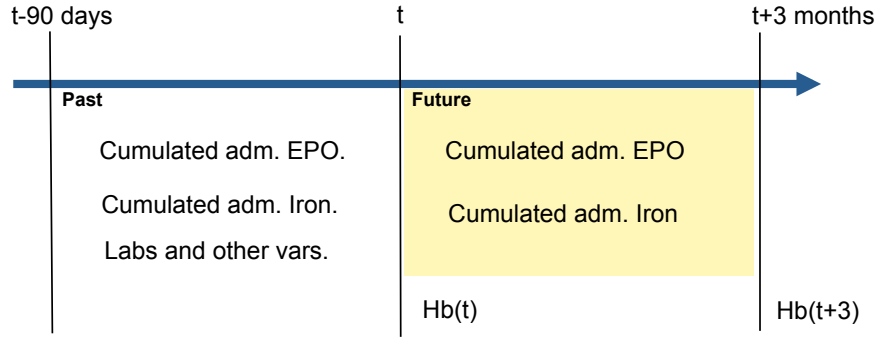 t-90 days
t
t+3 months
Past
Future
Cumulated adm. EPO.
Cumulated adm. EPO
Cumulated adm. Iron.
Cumulated adm. Iron
Labs and other vars.
Hb(t)
Hb(t+3)